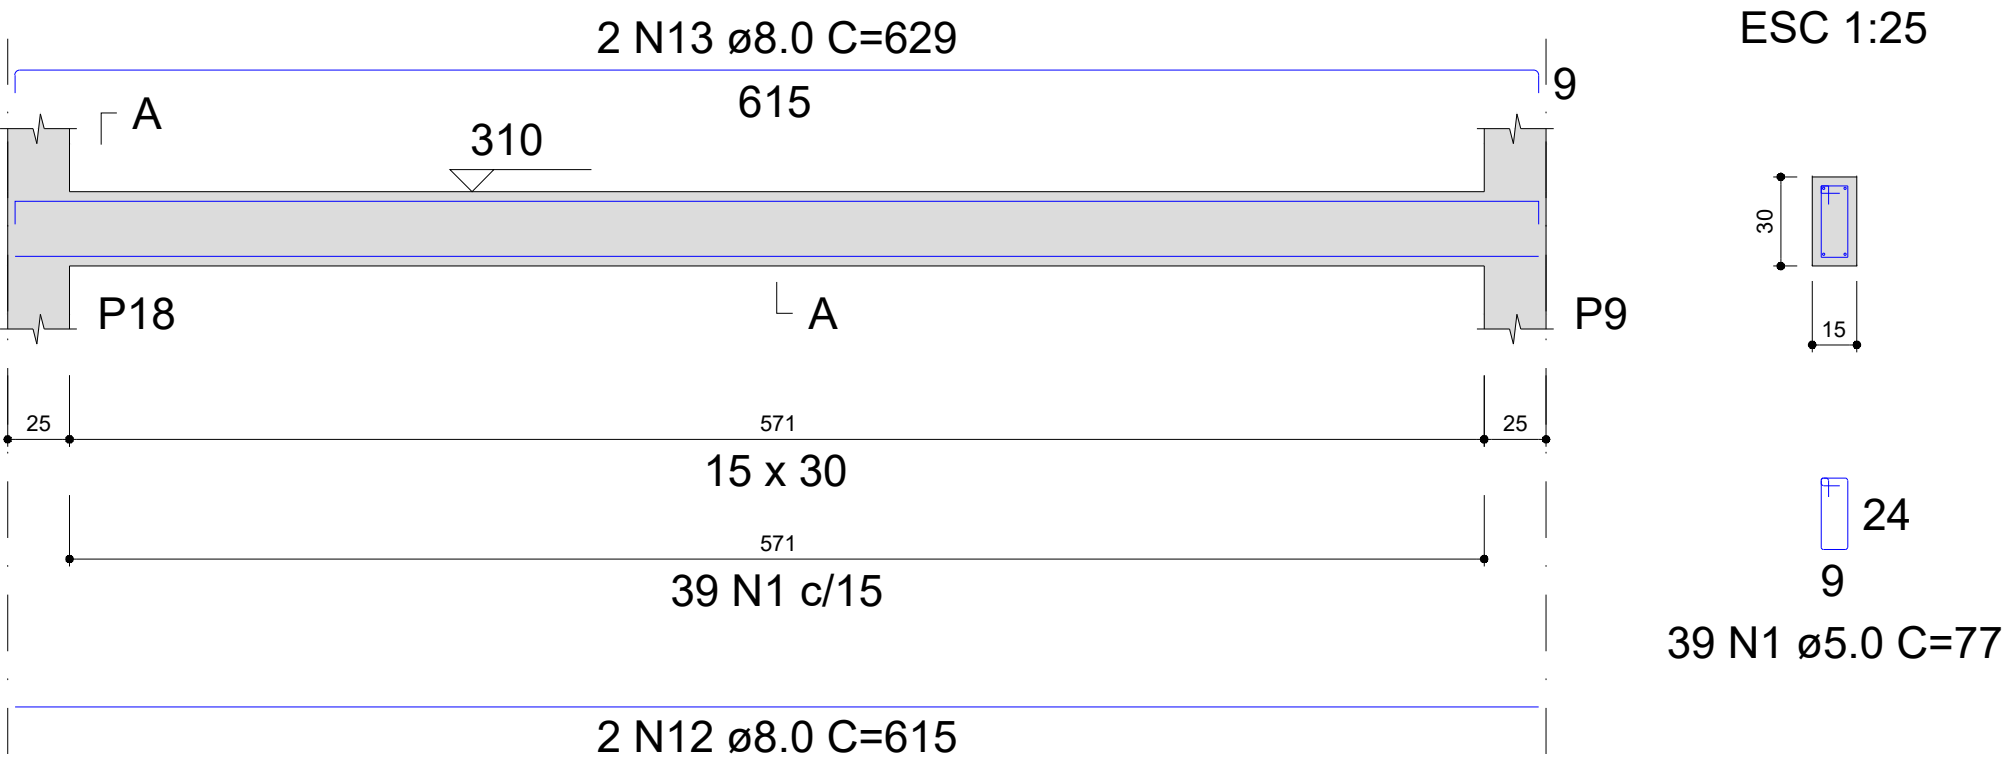 2 N13 ø8.0 C=629
ESC 1:25
615
9
A
310
30
P18
A
P9
15
25
571
25
15 x 30
24
571
9
39 N1 c/15
39 N1 ø5.0 C=77
2 N12 ø8.0 C=615